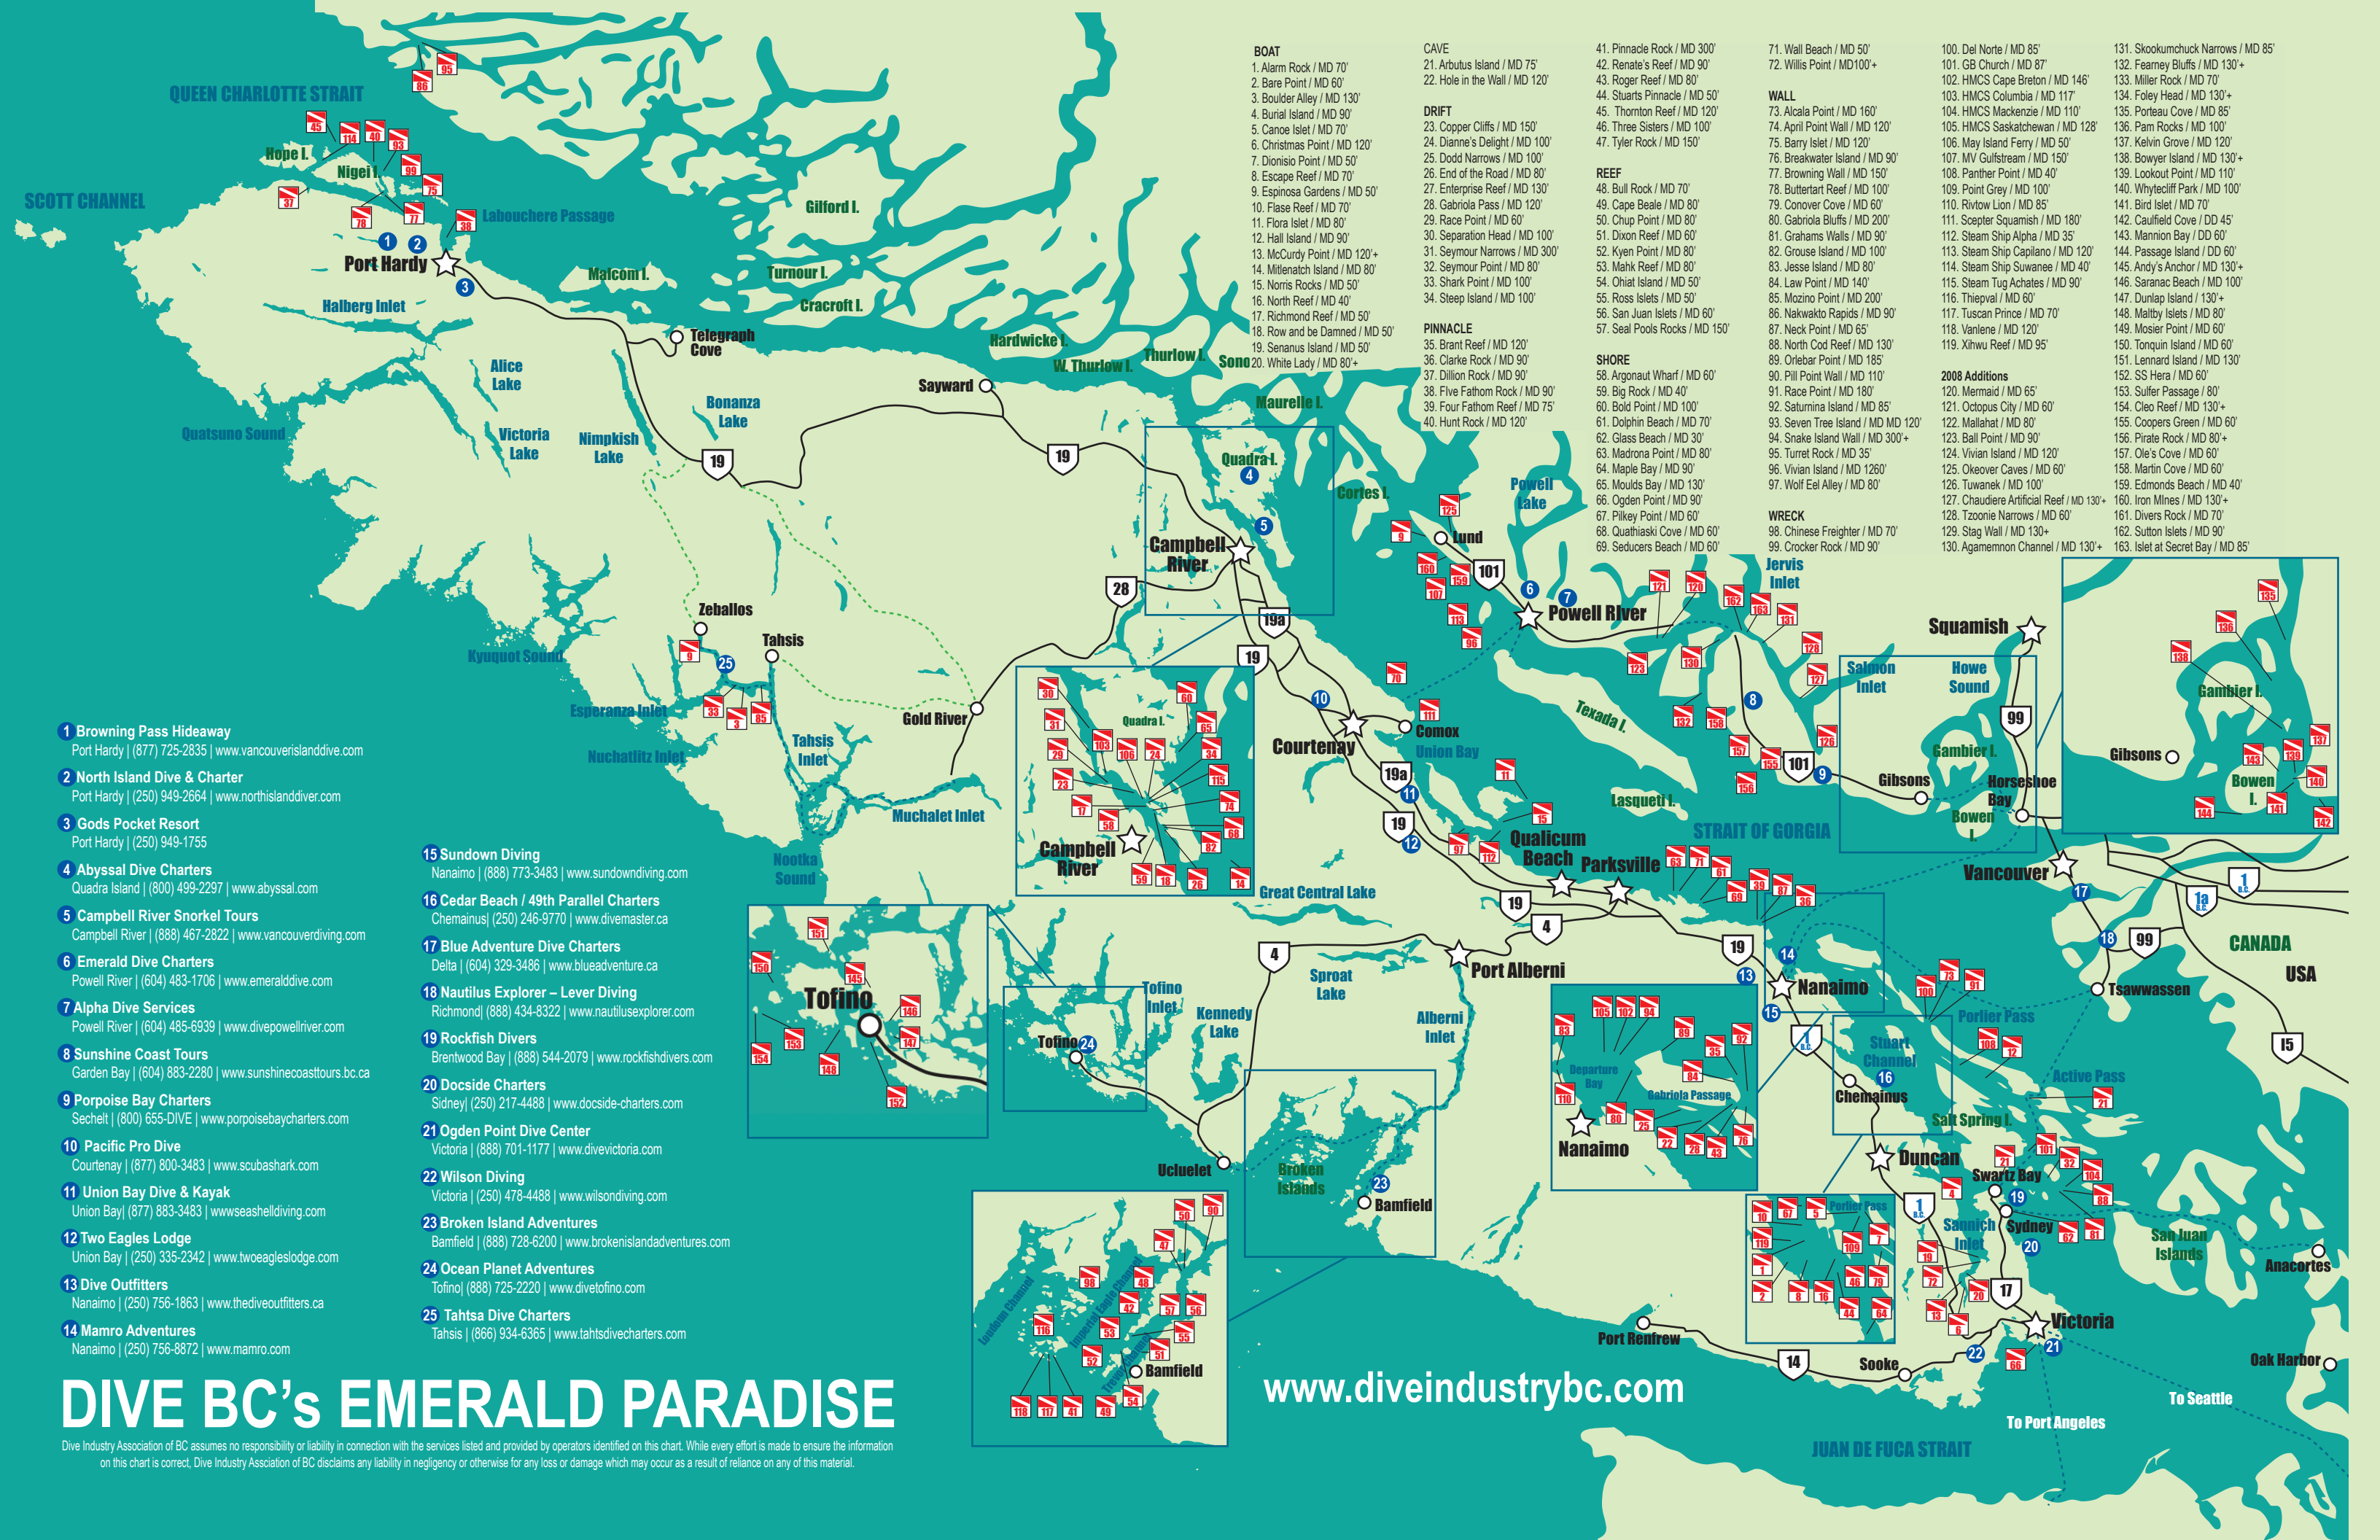 QUEEN CHARLOTTE STRAIT
SCOTT CHANNEL
Hope I.
Nigei I.
Labouchere Passage
Port Hardy
Halberg Inlet
Malcom I.
Gilford I.
Turnour I.
Cracroft I.
Telegraph
Cove
Alice
Lake
Victoria
Lake
Nimpkish
Lake
Bonanza
Lake
Quatsuno Sound
Sayward
Hardwicke I.
W. Thurlow I.
Thurlow I.
Sono
Maurelle I.
Quadra I.
Cortes I.
Campbell
River
Powell
Lake
Lund
Powell RIver
Jervis
Inlet
Squamish
Salmon
Inlet
Howe
Sound
Gambier I.
Gibsons
Horseshoe
Bay
Bowen
I.
Texada I.
Lasqueti I.
STRAIT OF GORGIA
Zeballos
Tahsis
Kyuquot Sound
Esperanza Inlet
Nuchatlitz Inlet
Tahsis
Inlet
Gold River
Muchalet Inlet
Nootka
Sound
Courtenay
Comox
Union Bay
Qualicum
Beach
Parksville
Great Central Lake
Port Alberni
Sproat
Lake
Alberni
Inlet
Kennedy
Lake
Tofino
Inlet
Tofino
Ucluelet
Broken
Islands
Bamfield
Nanaimo
Vancouver
Tsawwassen
CANADA
USA
Porlier Pass
Stuart
Channel
Chemainus
Active Pass
Salt Spring I.
Duncan
Swartz Bay
Sydney
Sannich
Inlet
San Juan
Islands
Anacortes
Victoria
Oak Harbor
Port Renfrew
Sooke
To Seattle
To Port Angeles
JUAN DE FUCA STRAIT
Quadra I.
Campbell
River
Tofino
Departure
Bay
Gabriola Passage
Nanaimo
Porlier Pass
Loudoun Channel
Imperial Eagle Channel
Bamfield
Gambier I.
Gibsons
Bowen
I.
BOAT
1. Alarm Rock / MD 70'
2. Bare Point / MD 60'
3. Boulder Alley / MD 130'
4. Burial Island / MD 90'
5. Canoe Islet / MD 70'
6. Christmas Point / MD 120'
7. Dionisio Point / MD 50'
8. Escape Reef / MD 70'
9. Espinosa Gardens / MD 50'
10. Flase Reef / MD 70'
11. Flora Islet / MD 80'
12. Hall Island / MD 90'
13. McCurdy Point / MD 120'+
14. Mitlenatch Island / MD 80'
15. Norris Rocks / MD 50'
16. North Reef / MD 40'
17. Richmond Reef / MD 50'
18. Row and be Damned / MD 50'
19. Senanus Island / MD 50'
20. White Lady / MD 80'+
CAVE
21. Arbutus Island / MD 75'
22. Hole in the Wall / MD 120'
DRIFT
23. Copper Cliffs / MD 150'
24. Dianne's Delight / MD 100'
25. Dodd Narrows / MD 100'
26. End of the Road / MD 80'
27. Enterprise Reef / MD 130'
28. Gabriola Pass / MD 120'
29. Race Point / MD 60'
30. Separation Head / MD 100'
31. Seymour Narrows / MD 300'
32. Seymour Point / MD 80'
33. Shark Point / MD 100'
34. Steep Island / MD 100'
PINNACLE
35. Brant Reef / MD 120'
36. Clarke Rock / MD 90'
37. Dillion Rock / MD 90'
38. FIve Fathom Rock / MD 90'
39. Four Fathom Reef / MD 75'
40. Hunt Rock / MD 120'
41. Pinnacle Rock / MD 300'
42. Renate's Reef / MD 90'
43. Roger Reef / MD 80'
44. Stuarts Pinnacle / MD 50'
45. Thornton Reef / MD 120'
46. Three Sisters / MD 100'
47. Tyler Rock / MD 150'
REEF
48. Bull Rock / MD 70'
49. Cape Beale / MD 80'
50. Chup Point / MD 80'
51. Dixon Reef / MD 60'
52. Kyen Point / MD 80'
53. Mahk Reef / MD 80'
54. Ohiat Island / MD 50'
55. Ross Islets / MD 50'
56. San Juan Islets / MD 60'
57. Seal Pools Rocks / MD 150'
SHORE
58. Argonaut Wharf / MD 60'
59. Big Rock / MD 40'
60. Bold Point / MD 100'
61. Dolphin Beach / MD 70'
62. Glass Beach / MD 30'
63. Madrona Point / MD 80'
64. Maple Bay / MD 90'
65. Moulds Bay / MD 130'
66. Ogden Point / MD 90'
67. Pilkey Point / MD 60'
68. Quathiaski Cove / MD 60'
69. Seducers Beach / MD 60'
71. Wall Beach / MD 50'
72. Willis Point / MD100'+
WALL
73. Alcala Point / MD 160'
74. April Point Wall / MD 120'
75. Barry Islet / MD 120'
76. Breakwater Island / MD 90'
77. Browning Wall / MD 150'
78. Buttertart Reef / MD 100'
79. Conover Cove / MD 60'
80. Gabriola Bluffs / MD 200'
81. Grahams Walls / MD 90'
82. Grouse Island / MD 100'
83. Jesse Island / MD 80'
84. Law Point / MD 140'
85. Mozino Point / MD 200'
86. Nakwakto Rapids / MD 90'
87. Neck Point / MD 65'
88. North Cod Reef / MD 130'
89. Orlebar Point / MD 185'
90. Pill Point Wall / MD 110'
91. Race Point / MD 180'
92. Saturnina Island / MD 85'
93. Seven Tree Island / MD MD 120'
94. Snake Island Wall / MD 300'+
95. Turret Rock / MD 35'
96. Vivian Island / MD 1260'
97. Wolf Eel Alley / MD 80'
WRECK
98. Chinese Freighter / MD 70'
99. Crocker Rock / MD 90'
100. Del Norte / MD 85'
101. GB Church / MD 87'
102. HMCS Cape Breton / MD 146'
103. HMCS Columbia / MD 117'
104. HMCS Mackenzie / MD 110'
105. HMCS Saskatchewan / MD 128'
106. May Island Ferry / MD 50'
107. MV Gulfstream / MD 150'
108. Panther Point / MD 40'
109. Point Grey / MD 100'
110. Rivtow Lion / MD 85'
111. Scepter Squamish / MD 180'
112. Steam Ship Alpha / MD 35'
113. Steam Ship Capilano / MD 120'
114. Steam Ship Suwanee / MD 40'
115. Steam Tug Achates / MD 90'
116. Thiepval / MD 60'
117. Tuscan Prince / MD 70'
118. Vanlene / MD 120'
119. Xihwu Reef / MD 95'
2008 Additions
120. Mermaid / MD 65'
121. Octopus City / MD 60'
122. Mallahat / MD 80'
123. Ball Point / MD 90'
124. Vivian Island / MD 120'
125. Okeover Caves / MD 60'
126. Tuwanek / MD 100'
127. Chaudiere Artificial Reef / MD 130'+
128. Tzoonie Narrows / MD 60'
129. Stag Wall / MD 130+
130. Agamemnon Channel / MD 130'+
131. Skookumchuck Narrows / MD 85'
132. Fearney Bluffs / MD 130'+
133. Miller Rock / MD 70'
134. Foley Head / MD 130'+
135. Porteau Cove / MD 85'
136. Pam Rocks / MD 100'
137. Kelvin Grove / MD 120'
138. Bowyer Island / MD 130'+
139. Lookout Point / MD 110'
140. Whytecliff Park / MD 100'
141. Bird Islet / MD 70'
142. Caulfield Cove / DD 45'
143. Mannion Bay / DD 60'
144. Passage Island / DD 60'
145. Andy's Anchor / MD 130'+
146. Saranac Beach / MD 100'
147. Dunlap Island / 130'+
148. Maltby Islets / MD 80'
149. Mosier Point / MD 60'
150. Tonquin Island / MD 60'
151. Lennard Island / MD 130'
152. SS Hera / MD 60'
153. Sulfer Passage / 80'
154. Cleo Reef / MD 130'+
155. Coopers Green / MD 60'
156. Pirate Rock / MD 80'+
157. Ole's Cove / MD 60'
158. Martin Cove / MD 60'
159. Edmonds Beach / MD 40'
160. Iron MInes / MD 130'+
161. Divers Rock / MD 70'
162. Sutton Islets / MD 90'
163. Islet at Secret Bay / MD 85'
1 Browning Pass Hideaway
Port Hardy | (877) 725-2835 | www.vancouverislanddive.com
2 North Island Dive & Charter
Port Hardy | (250) 949-2664 | www.northislanddiver.com
3 Gods Pocket Resort
Port Hardy | (250) 949-1755
4 Abyssal Dive Charters
Quadra Island | (800) 499-2297 | www.abyssal.com
5 Campbell River Snorkel Tours
Campbell River | (888) 467-2822 | www.vancouverdiving.com
6 Emerald Dive Charters
Powell River | (604) 483-1706 | www.emeralddive.com
7 Alpha Dive Services
Powell River | (604) 485-6939 | www.divepowellriver.com
8 Sunshine Coast Tours
Garden Bay | (604) 883-2280 | www.sunshinecoasttours.bc.ca
9 Porpoise Bay Charters
Sechelt | (800) 655-DIVE | www.porpoisebaycharters.com
10 Pacific Pro Dive
Courtenay | (877) 800-3483 | www.scubashark.com
11 Union Bay Dive & Kayak
Union Bay| (877) 883-3483 | wwwseashelldiving.com
12 Two Eagles Lodge
Union Bay | (250) 335-2342 | www.twoeagleslodge.com
13 Dive Outfitters
Nanaimo | (250) 756-1863 | www.thediveoutfitters.ca
14 Mamro Adventures
Nanaimo | (250) 756-8872 | www.mamro.com
15 Sundown Diving
Nanaimo | (888) 773-3483 | www.sundowndiving.com
16 Cedar Beach / 49th Parallel Charters
Chemainus| (250) 246-9770 | www.divemaster.ca
17 Blue Adventure Dive Charters
Delta | (604) 329-3486 | www.blueadventure.ca
18 Nautilus Explorer – Lever Diving
Richmond| (888) 434-8322 | www.nautilusexplorer.com
19 Rockfish Divers
Brentwood Bay | (888) 544-2079 | www.rockfishdivers.com
20 Docside Charters
Sidney| (250) 217-4488 | www.docside-charters.com
21 Ogden Point Dive Center
Victoria | (888) 701-1177 | www.divevictoria.com
22 Wilson Diving
Victoria | (250) 478-4488 | www.wilsondiving.com
23 Broken Island Adventures
Bamfield | (888) 728-6200 | www.brokenislandadventures.com
24 Ocean Planet Adventures
Tofino| (888) 725-2220 | www.divetofino.com
25 Tahtsa Dive Charters
Tahsis | (866) 934-6365 | www.tahtsdivecharters.com
DIVE BC's EMERALD PARADISE
Dive Industry Association of BC assumes no responsibility or liability in connection with the services listed and provided by operators identified on this chart. While every effort is made to ensure the information
on this chart is correct, Dive Industry Assciation of BC disclaims any liability in negligency or otherwise for any loss or damage which may occur as a result of reliance on any of this material.
www.diveindustrybc.com